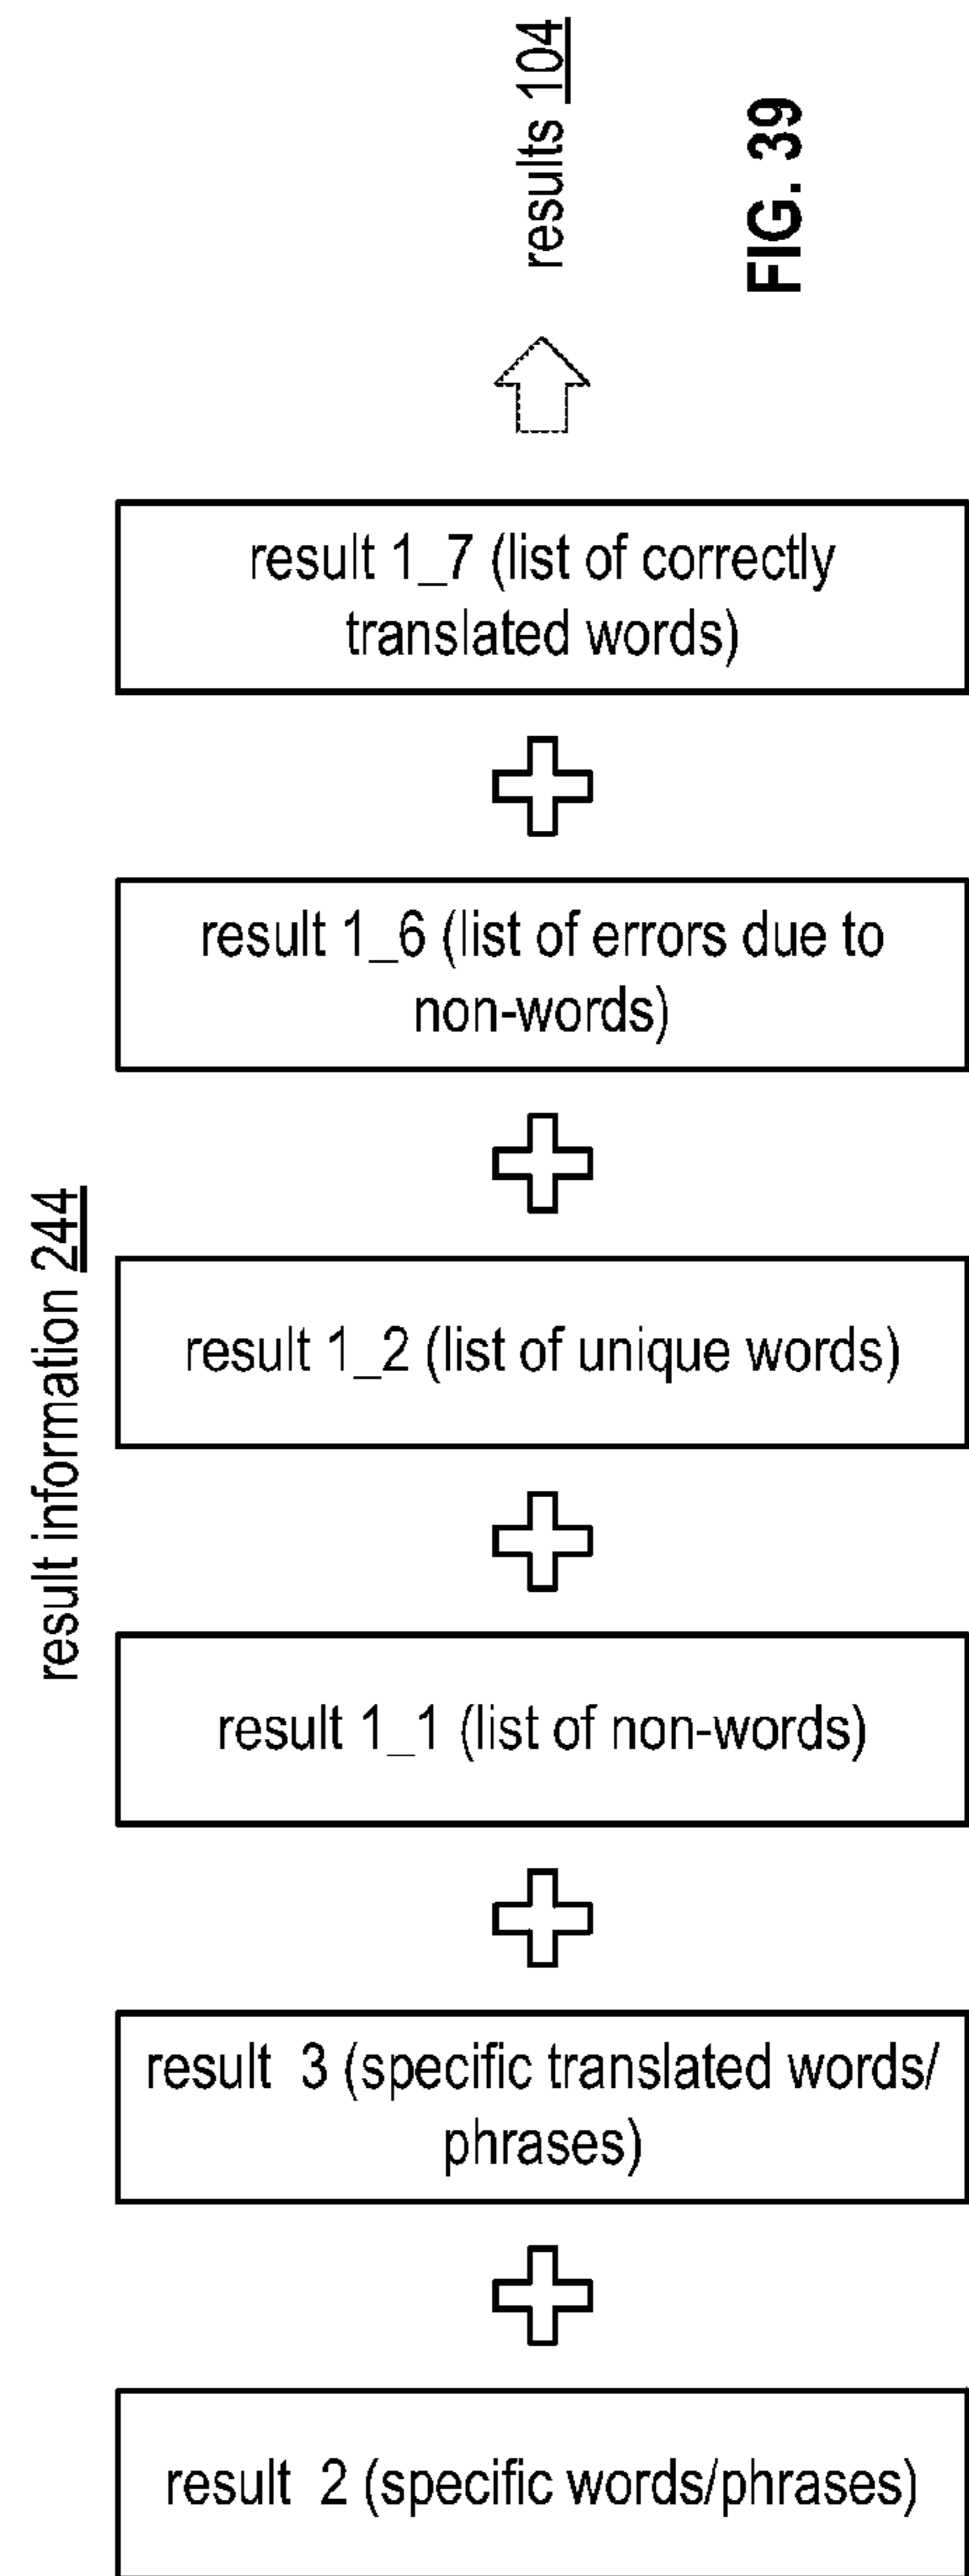 result information 244
result 1_7 (list of correctly
translated words)
result 1_6 (list of errors due to
non-words)
result 1_2 (list of unique words)
result 1_1 (list of non-words)
result 3 (specific translated words/
phrases)
result 2 (specific words/phrases)
results 104
FIG. 39